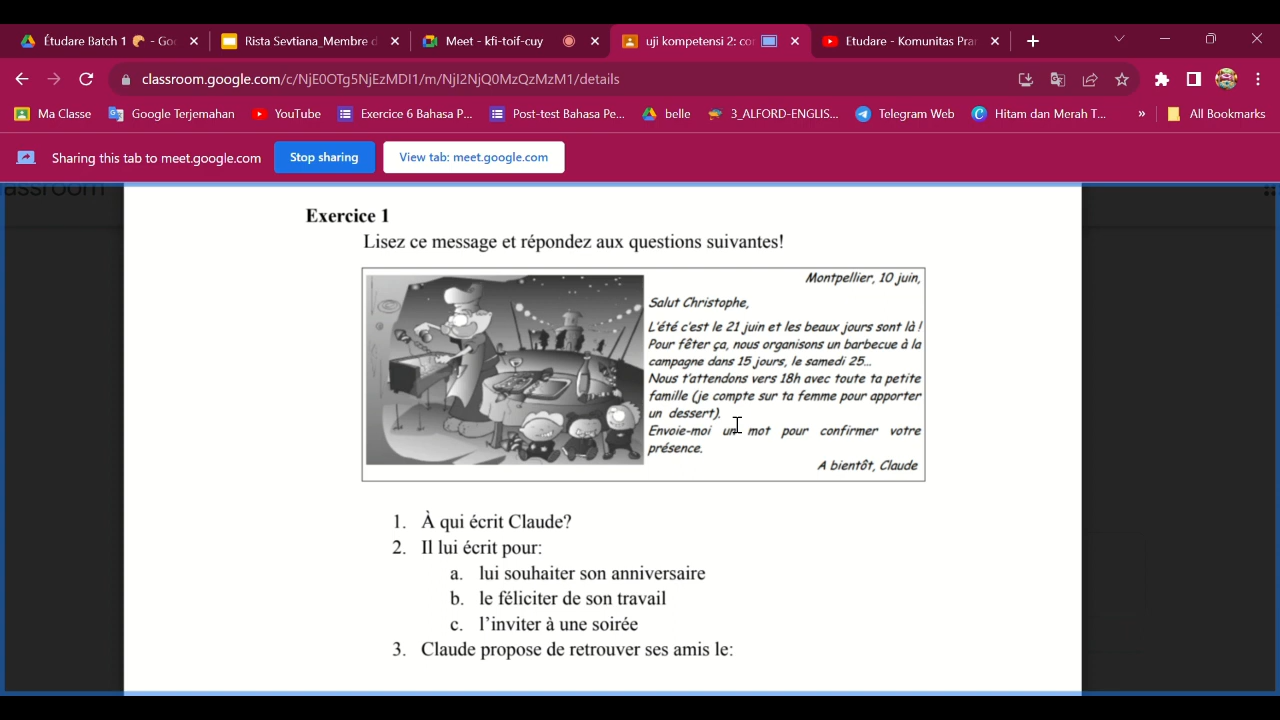 Étudare Batch 1 - Goo
Rista Sevtiana_Membre d
Meet - kfi-toif-cuy
uji kompetensi 2: co
Etudare - Komunitas Pra
classroom.google.com/c/NjE0OTg5NjEzMDI1/m/NjI2NjQ0MzQzMzM1/details
Ma Classe
Google Terjemahan
YouTube
Exercice 6 Bahasa P...
Post-test Bahasa Pe...
belle
3_ALFORD-ENGLIS...
Telegram Web
Hitam dan Merah T...
»
All Bookmarks
Sharing this tab to meet.google.com
Stop sharing
View tab: meet.google.com
assroom
Exercice 1
Lisez ce message et répondez aux questions suivantes!
Montpellier, 10 juin,
Salut Christophe,
L'été c'est le 21 juin et les beaux jours sont là !
Pour fêter ça, nous organisons un barbecue à la
campagne dans 15 jours, le samedi 25...
Nous t'attendons vers 18h avec toute ta petite
famille (je compte sur ta femme pour apporter
un dessert).
Envoie-moi un mot pour confirmer votre
présence.
A bientôt, Claude
1. À qui écrit Claude?
2. Il lui écrit pour:
a. lui souhaiter son anniversaire
b. le féliciter de son travail
c. l'inviter à une soirée
3. Claude propose de retrouver ses amis le: